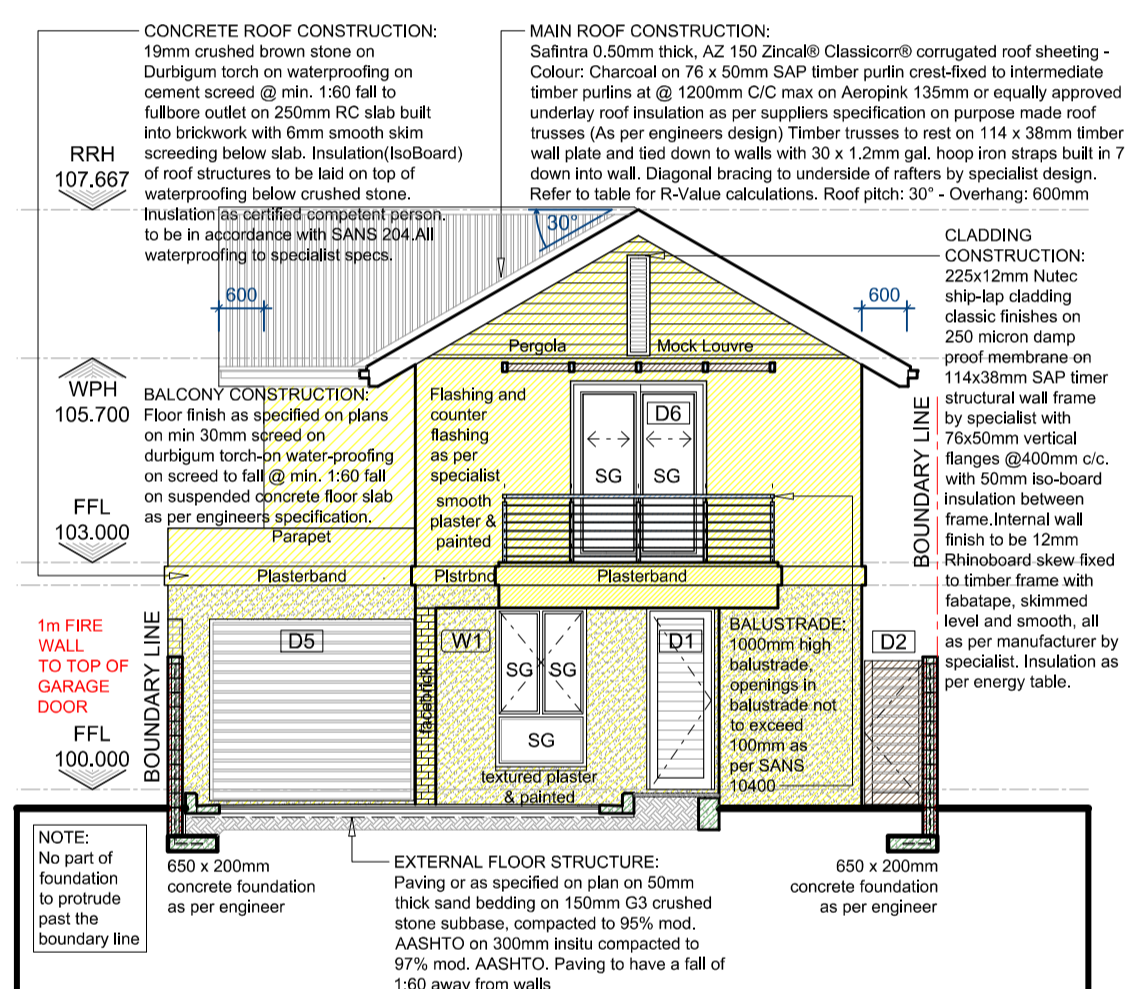 CONCRETE ROOF CONSTRUCTION:
19mm crushed brown stone on
Durbigum torch on waterproofing on
cement screed @ min. 1:60 fall to
fullbore outlet on 250mm RC slab built
into brickwork with 6mm smooth skim
screeding below slab. Insulation(IsoBoard)
of roof structures to be laid on top of
waterproofing below crushed stone.
Inuslation as certified competent person.
to be in accordance with SANS 204.All
waterproofing to specialist specs.
MAIN ROOF CONSTRUCTION:
Safintra 0.50mm thick, AZ 150 Zincal® Classicorr® corrugated roof sheeting -
Colour: Charcoal on 76 x 50mm SAP timber purlin crest-fixed to intermediate
timber purlins at @ 1200mm C/C max on Aeropink 135mm or equally approved
underlay roof insulation as per suppliers specification on purpose made roof
trusses (As per engineers design) Timber trusses to rest on 114 x 38mm timber
wall plate and tied down to walls with 30 x 1.2mm gal. hoop iron straps built in 7
down into wall. Diagonal bracing to underside of rafters by specialist design.
Refer to table for R-Value calculations. Roof pitch: 30° - Overhang: 600mm
RRH
107.667
30°
600
600
CLADDING
CONSTRUCTION:
225x12mm Nutec
ship-lap cladding
classic finishes on
250 micron damp
proof membrane on
114x38mm SAP timer
structural wall frame
by specialist with
76x50mm vertical
flanges @400mm c/c.
with 50mm iso-board
insulation between
frame.Internal wall
finish to be 12mm
Rhinoboard skew fixed
to timber frame with
fabatape, skimmed
level and smooth, all
as per manufacturer by
specialist. Insulation as
per energy table.
Pergola
Mock Louvre
WPH
105.700
BALCONY CONSTRUCTION:
Floor finish as specified on plans
on min 30mm screed on
durbigum torch-on water-proofing
on screed to fall @ min. 1:60 fall
on suspended concrete floor slab
as per engineers specification.
Flashing and
counter
flashing
as per
specialist
smooth
plaster &
painted
D6
SG
SG
BOUNDARY LINE
FFL
103.000
Parapet
Plasterband
Plstrbnd
Plasterband
1m FIRE
WALL
TO TOP OF
GARAGE
DOOR
BOUNDARY LINE
D5
facebrick
W1
SG
SG
SG
D1
BALUSTRADE:
1000mm high
balustrade,
openings in
balustrade not
to exceed
100mm as
per SANS
10400
D2
FFL
100.000
textured plaster
& painted
NOTE:
No part of
foundation
to protrude
past the
boundary line
650 x 200mm
concrete foundation
as per engineer
EXTERNAL FLOOR STRUCTURE:
Paving or as specified on plan on 50mm
thick sand bedding on 150mm G3 crushed
stone subbase, compacted to 95% mod.
AASHTO on 300mm insitu compacted to
97% mod. AASHTO. Paving to have a fall of
1:60 away from walls
650 x 200mm
concrete foundation
as per engineer